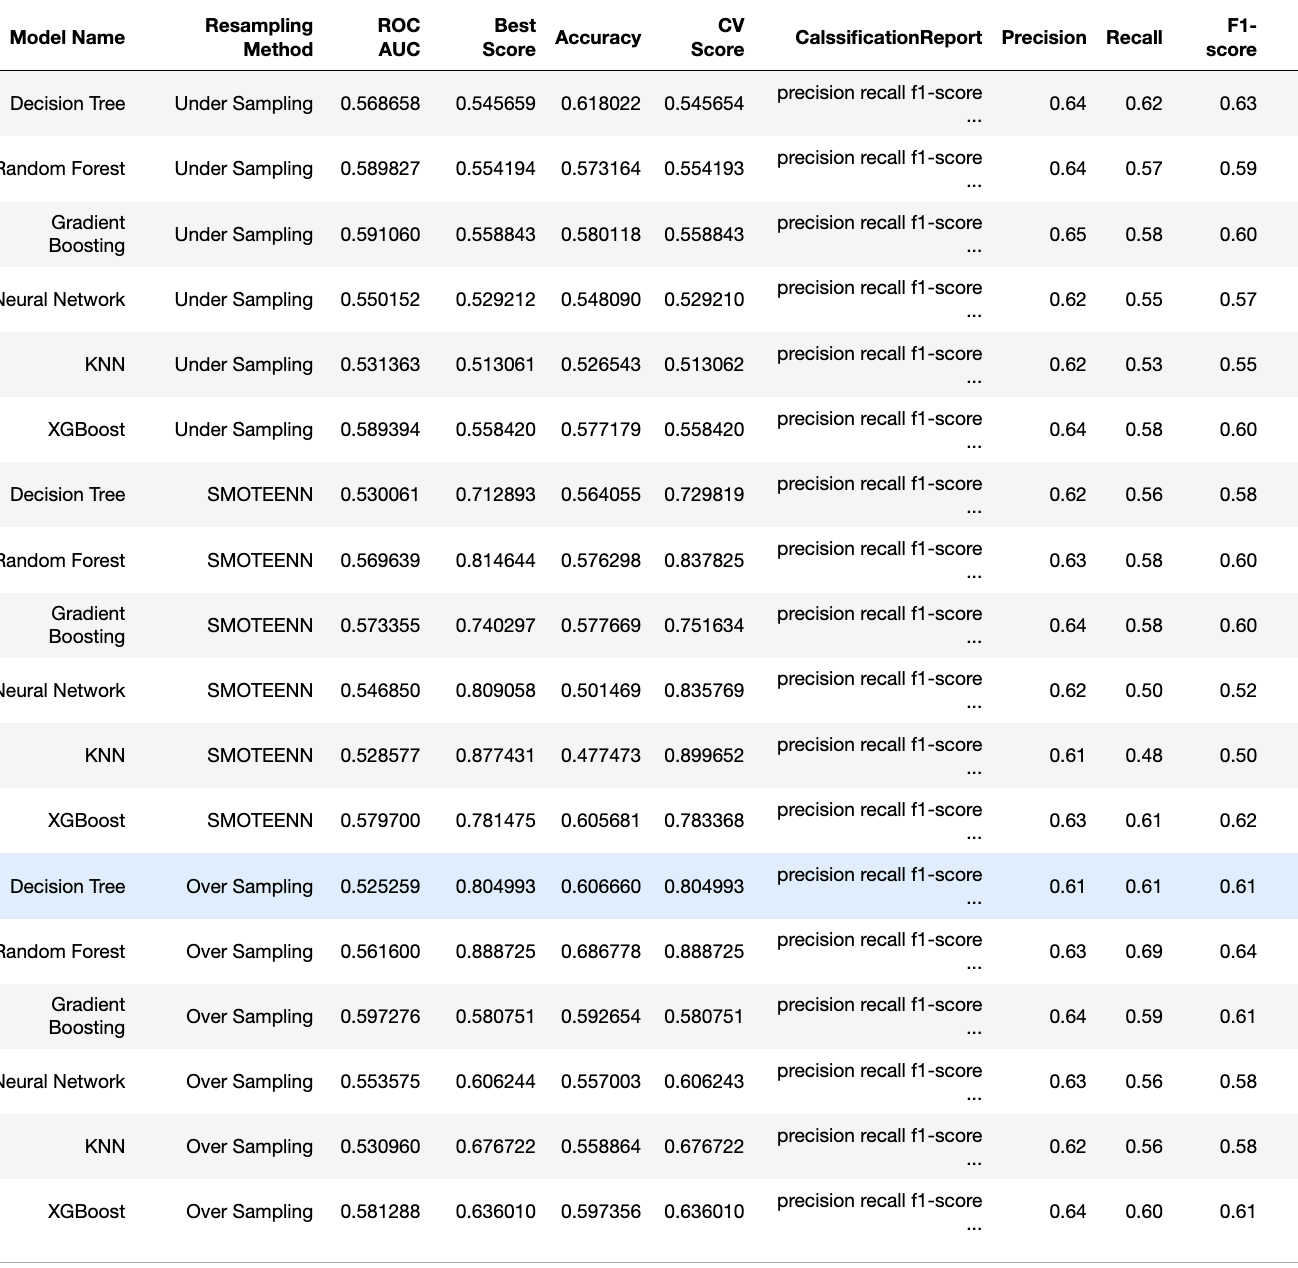 Model Name Resampling Method ROC AUC Best Score Accuracy CV Score CalssificationReport Precision Recall F1-score
Decision Tree Under Sampling 0.568658 0.545659 0.618022 0.545654 precision recall f1-score ... 0.64 0.62 0.63
Random Forest Under Sampling 0.589827 0.554194 0.573164 0.554193 precision recall f1-score ... 0.64 0.57 0.59
Gradient Boosting Under Sampling 0.591060 0.558843 0.580118 0.558843 precision recall f1-score ... 0.65 0.58 0.60
Neural Network Under Sampling 0.550152 0.529212 0.548090 0.529210 precision recall f1-score ... 0.62 0.55 0.57
KNN Under Sampling 0.531363 0.513061 0.526543 0.513062 precision recall f1-score ... 0.62 0.53 0.55
XGBoost Under Sampling 0.589394 0.558420 0.577179 0.558420 precision recall f1-score ... 0.64 0.58 0.60
Decision Tree SMOTEENN 0.530061 0.712893 0.564055 0.729819 precision recall f1-score ... 0.62 0.56 0.58
Random Forest SMOTEENN 0.569639 0.814644 0.576298 0.837825 precision recall f1-score ... 0.63 0.58 0.60
Gradient Boosting SMOTEENN 0.573355 0.740297 0.577669 0.751634 precision recall f1-score ... 0.64 0.58 0.60
Neural Network SMOTEENN 0.546850 0.809058 0.501469 0.835769 precision recall f1-score ... 0.62 0.50 0.52
KNN SMOTEENN 0.528577 0.877431 0.477473 0.899652 precision recall f1-score ... 0.61 0.48 0.50
XGBoost SMOTEENN 0.579700 0.781475 0.605681 0.783368 precision recall f1-score ... 0.63 0.61 0.62
Decision Tree Over Sampling 0.525259 0.804993 0.606660 0.804993 precision recall f1-score ... 0.61 0.61 0.61
Random Forest Over Sampling 0.561600 0.888725 0.686778 0.888725 precision recall f1-score ... 0.63 0.69 0.64
Gradient Boosting Over Sampling 0.597276 0.580751 0.592654 0.580751 precision recall f1-score ... 0.64 0.59 0.61
Neural Network Over Sampling 0.553575 0.606244 0.557003 0.606243 precision recall f1-score ... 0.63 0.56 0.58
KNN Over Sampling 0.530960 0.676722 0.558864 0.676722 precision recall f1-score ... 0.62 0.56 0.58
XGBoost Over Sampling 0.581288 0.636010 0.597356 0.636010 precision recall f1-score ... 0.64 0.60 0.61